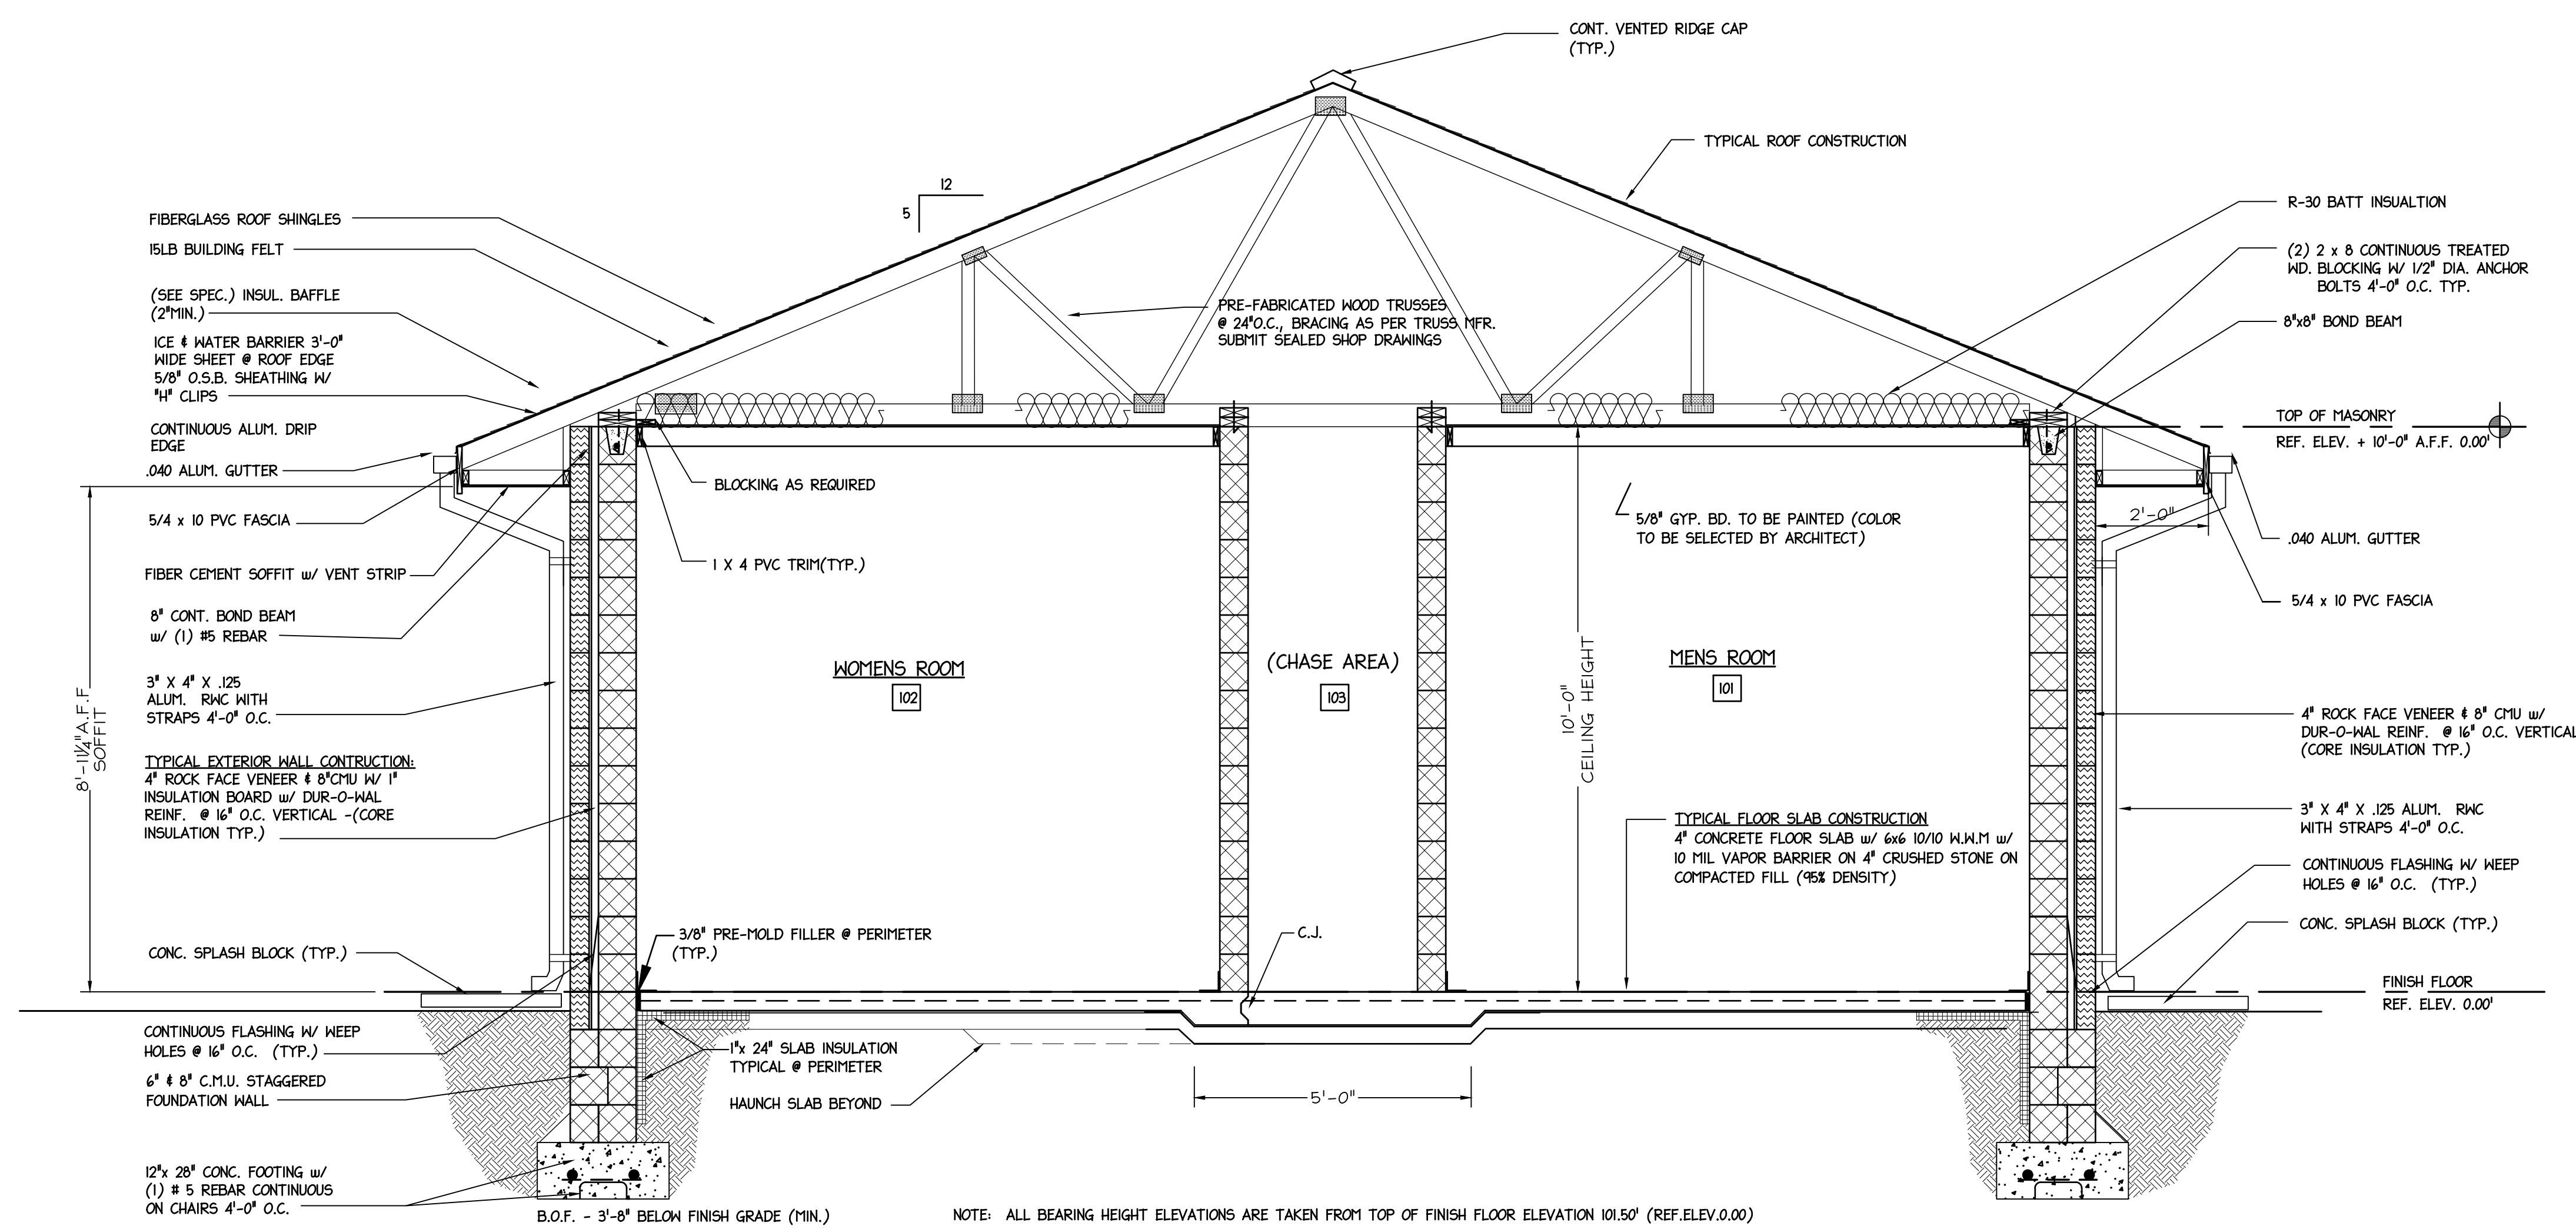 CONT. VENTED RIDGE CAP
(TYP.)
TYPICAL ROOF CONSTRUCTION
12
5
FIBERGLASS ROOF SHINGLES
15LB BUILDING FELT
(SEE SPEC.) INSUL. BAFFLE
(2"MIN.)
ICE & WATER BARRIER 3'-0"
WIDE SHEET @ ROOF EDGE
5/8" O.S.B. SHEATHING W/
"H" CLIPS
CONTINUOUS ALUM. DRIP
EDGE
.040 ALUM. GUTTER
5/4 x 10 PVC FASCIA
FIBER CEMENT SOFFIT w/ VENT STRIP
8" CONT. BOND BEAM
w/ (1) #5 REBAR
3" X 4" X .125
ALUM. RWC WITH
STRAPS 4'-0" O.C.
8'-11¼"A.F.F
SOFFIT
TYPICAL EXTERIOR WALL CONTRUCTION:
4" ROCK FACE VENEER & 8"CMU W/ 1"
INSULATION BOARD w/ DUR-O-WAL
REINF. @ 16" O.C. VERTICAL -(CORE
INSULATION TYP.)
CONC. SPLASH BLOCK (TYP.)
CONTINUOUS FLASHING W/ WEEP
HOLES @ 16" O.C. (TYP.)
6" & 8" C.M.U. STAGGERED
FOUNDATION WALL
12"x 28" CONC. FOOTING w/
(1) # 5 REBAR CONTINUOUS
ON CHAIRS 4'-0" O.C.
PRE-FABRICATED WOOD TRUSSES
@ 24"O.C., BRACING AS PER TRUSS MFR.
SUBMIT SEALED SHOP DRAWINGS
BLOCKING AS REQUIRED
1 X 4 PVC TRIM(TYP.)
5/8" GYP. BD. TO BE PAINTED (COLOR
TO BE SELECTED BY ARCHITECT)
WOMENS ROOM
102
(CHASE AREA)
103
MENS ROOM
101
10'-0"
CEILING HEIGHT
TYPICAL FLOOR SLAB CONSTRUCTION
4" CONCRETE FLOOR SLAB w/ 6x6 10/10 W.W.M w/
10 MIL VAPOR BARRIER ON 4" CRUSHED STONE ON
COMPACTED FILL (95% DENSITY)
3/8" PRE-MOLD FILLER @ PERIMETER
(TYP.)
C.J.
1"x 24" SLAB INSULATION
TYPICAL @ PERIMETER
HAUNCH SLAB BEYOND
5'-0"
B.O.F. - 3'-8" BELOW FINISH GRADE (MIN.)
NOTE: ALL BEARING HEIGHT ELEVATIONS ARE TAKEN FROM TOP OF FINISH FLOOR ELEVATION 101.50' (REF.ELEV.0.00)
R-30 BATT INSUALTION
(2) 2 x 8 CONTINUOUS TREATED
WD. BLOCKING W/ 1/2" DIA. ANCHOR
BOLTS 4'-0" O.C. TYP.
8"x8" BOND BEAM
TOP OF MASONRY
REF. ELEV. + 10'-0" A.F.F. 0.00'
2'-0"
.040 ALUM. GUTTER
5/4 x 10 PVC FASCIA
4" ROCK FACE VENEER & 8" CMU w/
DUR-O-WAL REINF. @ 16" O.C. VERTICAL
(CORE INSULATION TYP.)
3" X 4" X .125 ALUM. RWC
WITH STRAPS 4'-0" O.C.
CONTINUOUS FLASHING W/ WEEP
HOLES @ 16" O.C. (TYP.)
CONC. SPLASH BLOCK (TYP.)
FINISH FLOOR
REF. ELEV. 0.00'